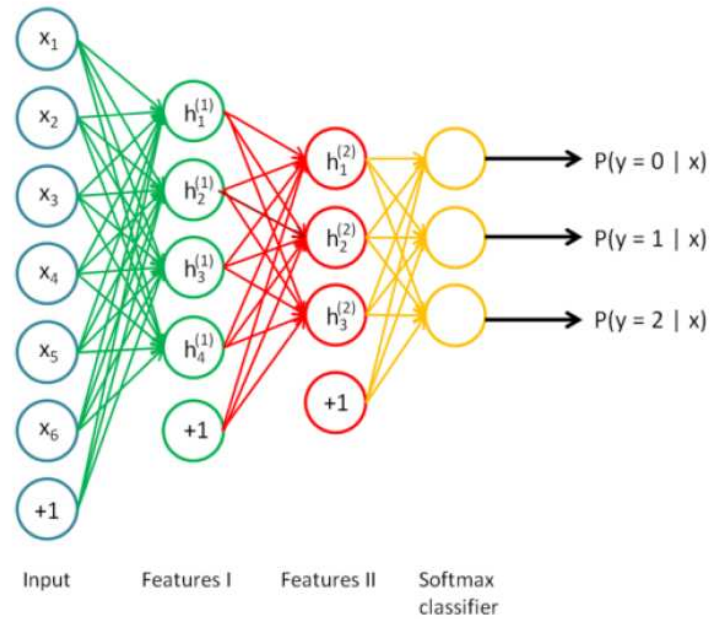 x₁
x₂
x₃
x₄
x₅
x₆
+1
h₁⁽¹⁾
h₂⁽¹⁾
h₃⁽¹⁾
h₄⁽¹⁾
+1
h₁⁽²⁾
h₂⁽²⁾
h₃⁽²⁾
+1
P(y = 0 | x)
P(y = 1 | x)
P(y = 2 | x)
Input
Features I
Features II
Softmax
classifier